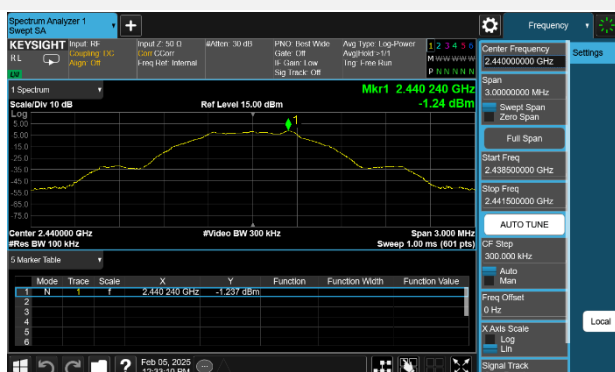 Spectrum Analyzer 1
Swept SA
+
Frequency
KEYSIGHT
RL
Input: RF
Coupling: DC
Align: Off
Input Z: 50 Ω
Corr CCorr
Freq Ref: Internal
#Atten: 30 dB
PNO: Best Wide
Gate: Off
IF Gain: Low
Sig Track: Off
Avg Type: Log-Power
Avg|Hold:>1/1
Trig: Free Run
1 2 3 4 5 6
M W W W W W
P N N N N N
1 Spectrum
Scale/Div 10 dB
Ref Level 15.00 dBm
Mkr1 2.440 240 GHz
-1.24 dBm
Log
5.00
-5.00
-15.0
-25.0
-35.0
-45.0
-55.0
-65.0
-75.0
1
Center 2.440000 GHz
#Res BW 100 kHz
#Video BW 300 kHz
Span 3.000 MHz
Sweep 1.00 ms (601 pts)
5 Marker Table
Mode Trace Scale X Y Function Function Width Function Value
1 N 1 f 2.440 240 GHz -1.237 dBm
2
3
4
5
6
Feb 05, 2025
12:33:10 PM
?
Center Frequency
2.440000000 GHz
Settings
Span
3.00000000 MHz
Swept Span
Zero Span
Full Span
Start Freq
2.438500000 GHz
Stop Freq
2.441500000 GHz
AUTO TUNE
CF Step
300.000 kHz
Auto
Man
Freq Offset
0 Hz
X Axis Scale
Log
Lin
Signal Track
Local